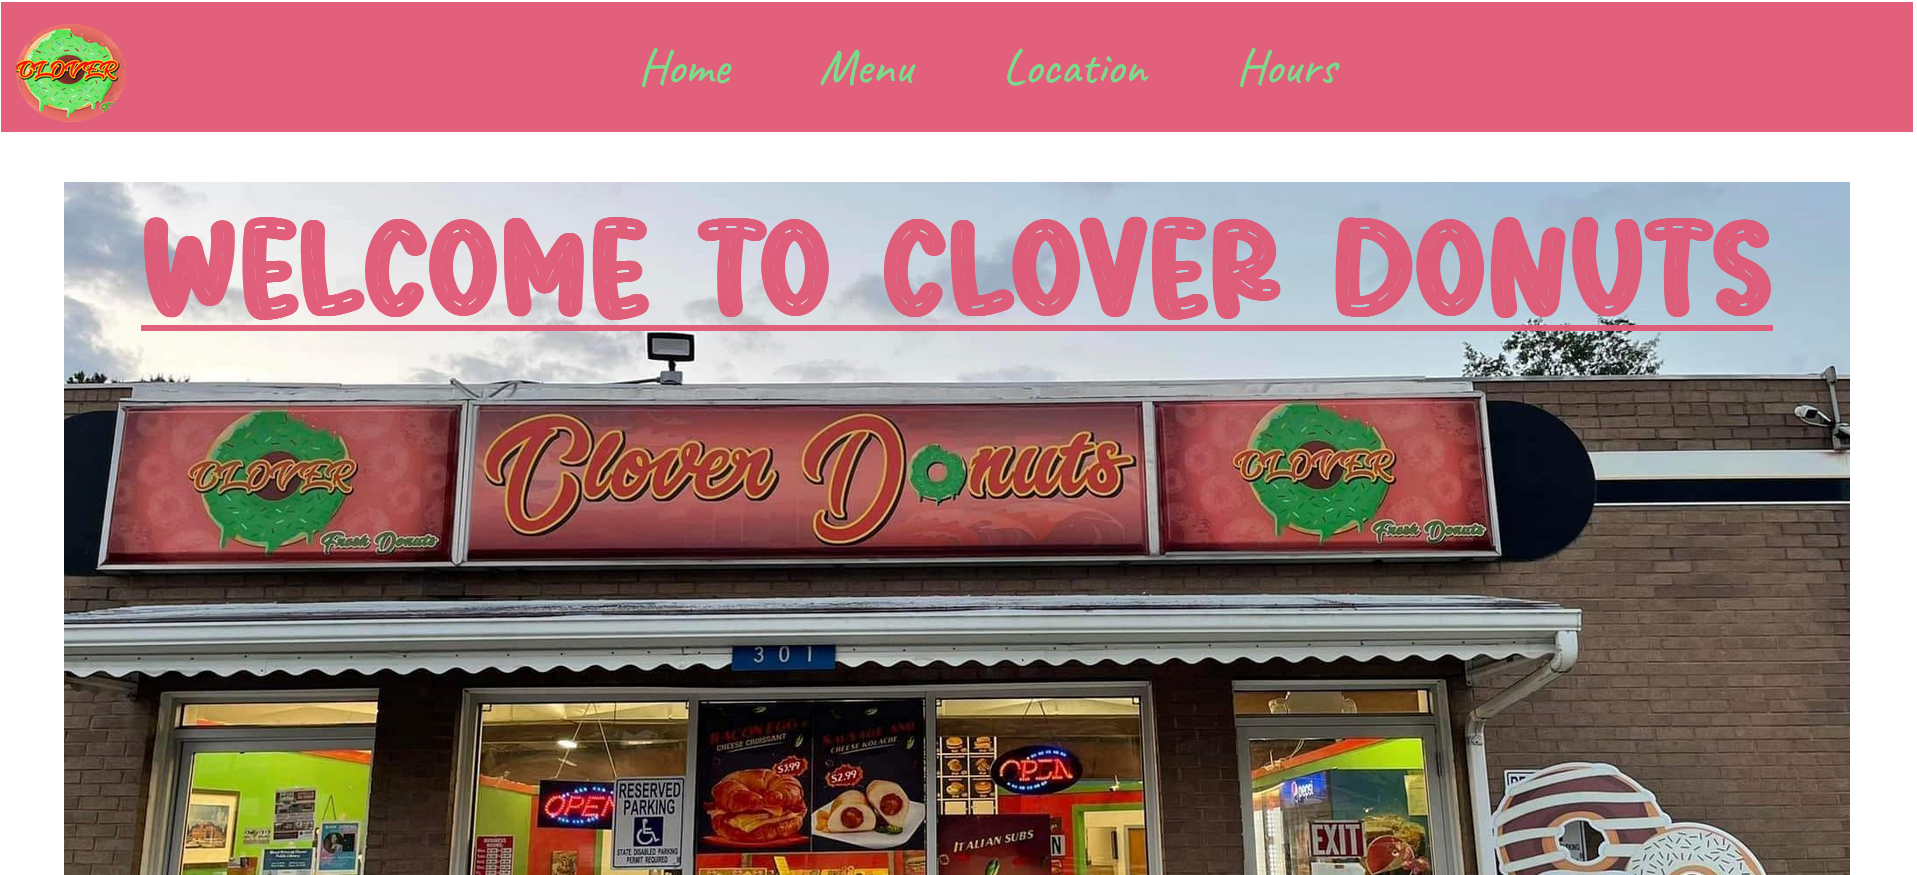 CLOVER
Home Menu Location Hours
WELCOME TO CLOVER DONUTS
CLOVER
Fresh Donuts
Clover Donuts
CLOVER
Fresh Donuts
301
BACON EGG
CHEESE CROISSANT
$3.99
SAUSAGE AND
CHEESE KOLACHE
$2.99
OPEN
OPEN
RESERVED
PARKING
STATE DISABLED PARKING
PERMIT REQUIRED
ITALIAN SUBS
pepsi
EXIT